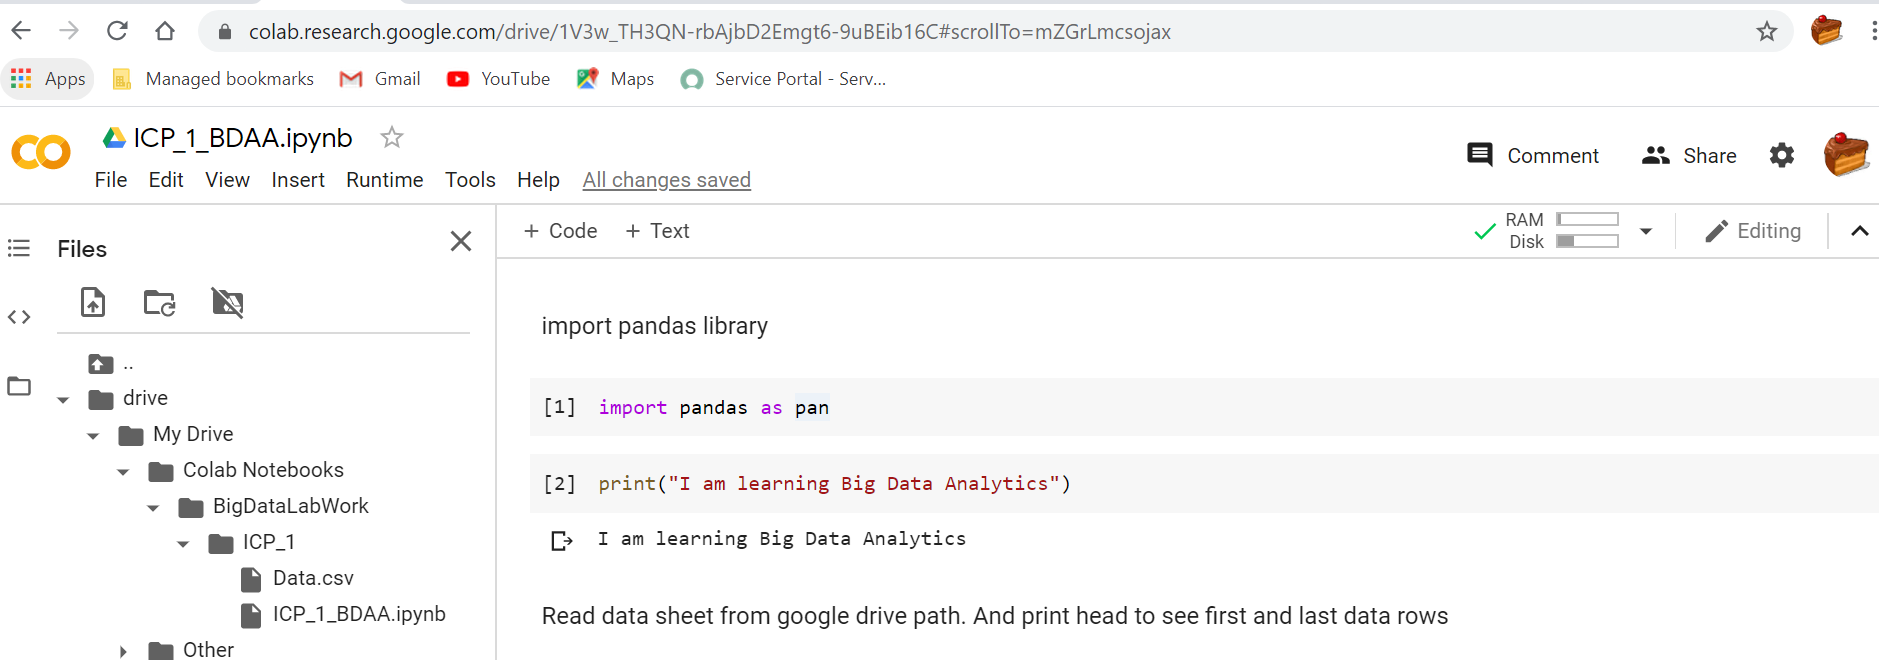 colab.research.google.com/drive/1V3w_TH3QN-rbAjbD2Emgt6-9uBEib16C#scrollTo=mZGrLmcsojax
Apps Managed bookmarks Gmail YouTube Maps Service Portal - Serv...
ICP_1_BDAA.ipynb
Comment Share
File Edit View Insert Runtime Tools Help All changes saved
Files
+ Code + Text
RAM
Disk
Editing
..
drive
My Drive
Colab Notebooks
BigDataLabWork
ICP_1
Data.csv
ICP_1_BDAA.ipynb
Other
import pandas library
[1] import pandas as pan
[2] print("I am learning Big Data Analytics")
I am learning Big Data Analytics
Read data sheet from google drive path. And print head to see first and last data rows